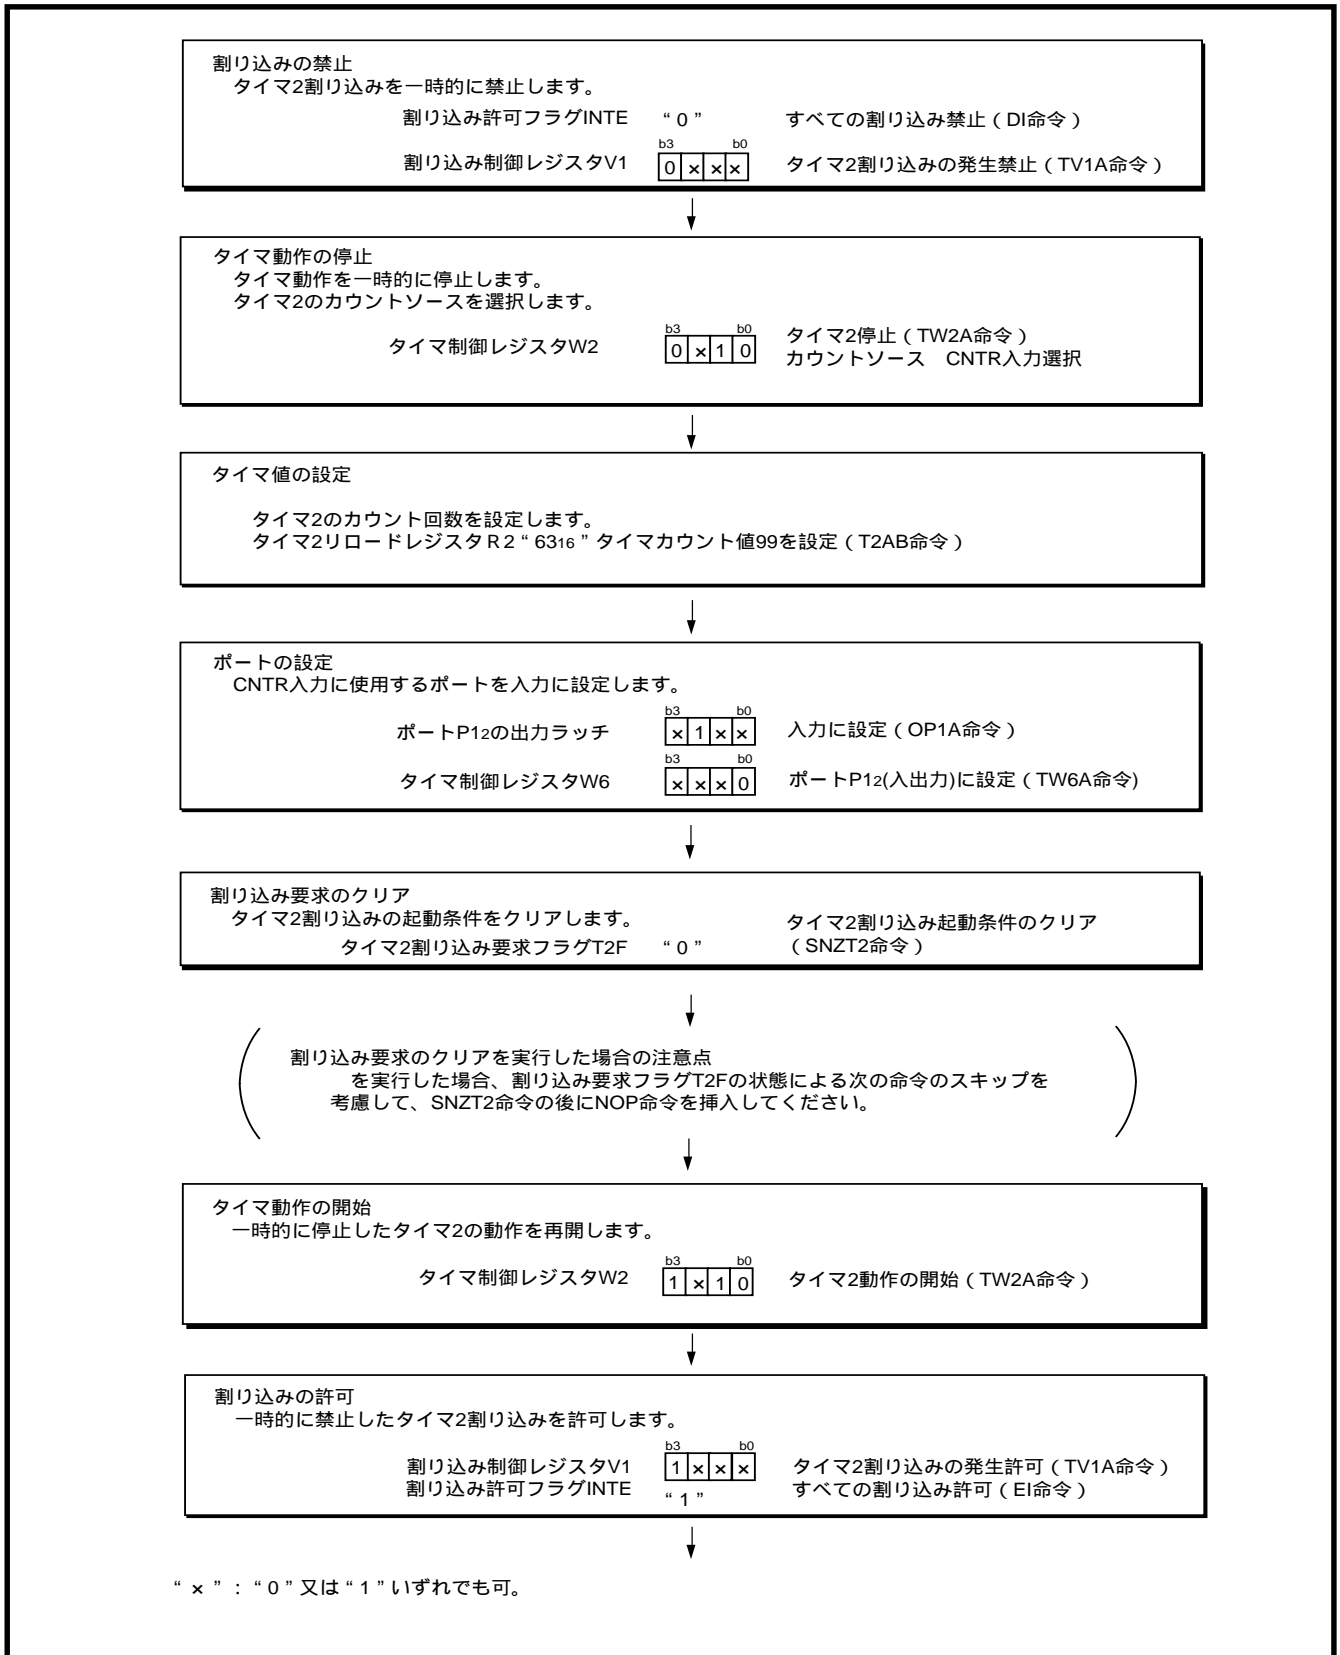 割り込みの禁止
タイマ2割り込みを一時的に禁止します。
割り込み許可フラグINTE “0” すべての割り込み禁止(DI命令)
b3 b0
割り込み制御レジスタV1 0 × × × タイマ2割り込みの発生禁止(TV1A命令)
タイマ動作の停止
タイマ動作を一時的に停止します。
タイマ2のカウントソースを選択します。
b3 b0
タイマ制御レジスタW2 0 × 1 0 タイマ2停止(TW2A命令)
カウントソース CNTR入力選択
タイマ値の設定
タイマ2のカウント回数を設定します。
タイマ2リロードレジスタR2“6316”タイマカウント値99を設定(T2AB命令)
ポートの設定
CNTR入力に使用するポートを入力に設定します。
b3 b0
ポートP12の出力ラッチ × 1 × × 入力に設定(OP1A命令)
b3 b0
タイマ制御レジスタW6 × × × 0 ポートP12(入出力)に設定(TW6A命令)
割り込み要求のクリア
タイマ2割り込みの起動条件をクリアします。 タイマ2割り込み起動条件のクリア
タイマ2割り込み要求フラグT2F “0” (SNZT2命令)
割り込み要求のクリアを実行した場合の注意点
を実行した場合、割り込み要求フラグT2Fの状態による次の命令のスキップを
考慮して、SNZT2命令の後にNOP命令を挿入してください。
タイマ動作の開始
一時的に停止したタイマ2の動作を再開します。
b3 b0
タイマ制御レジスタW2 1 × 1 0 タイマ2動作の開始(TW2A命令)
割り込みの許可
一時的に禁止したタイマ2割り込みを許可します。
b3 b0
割り込み制御レジスタV1 1 × × × タイマ2割り込みの発生許可(TV1A命令)
割り込み許可フラグINTE “1” すべての割り込み許可(EI命令)
“×”:“0”又は“1”いずれでも可。